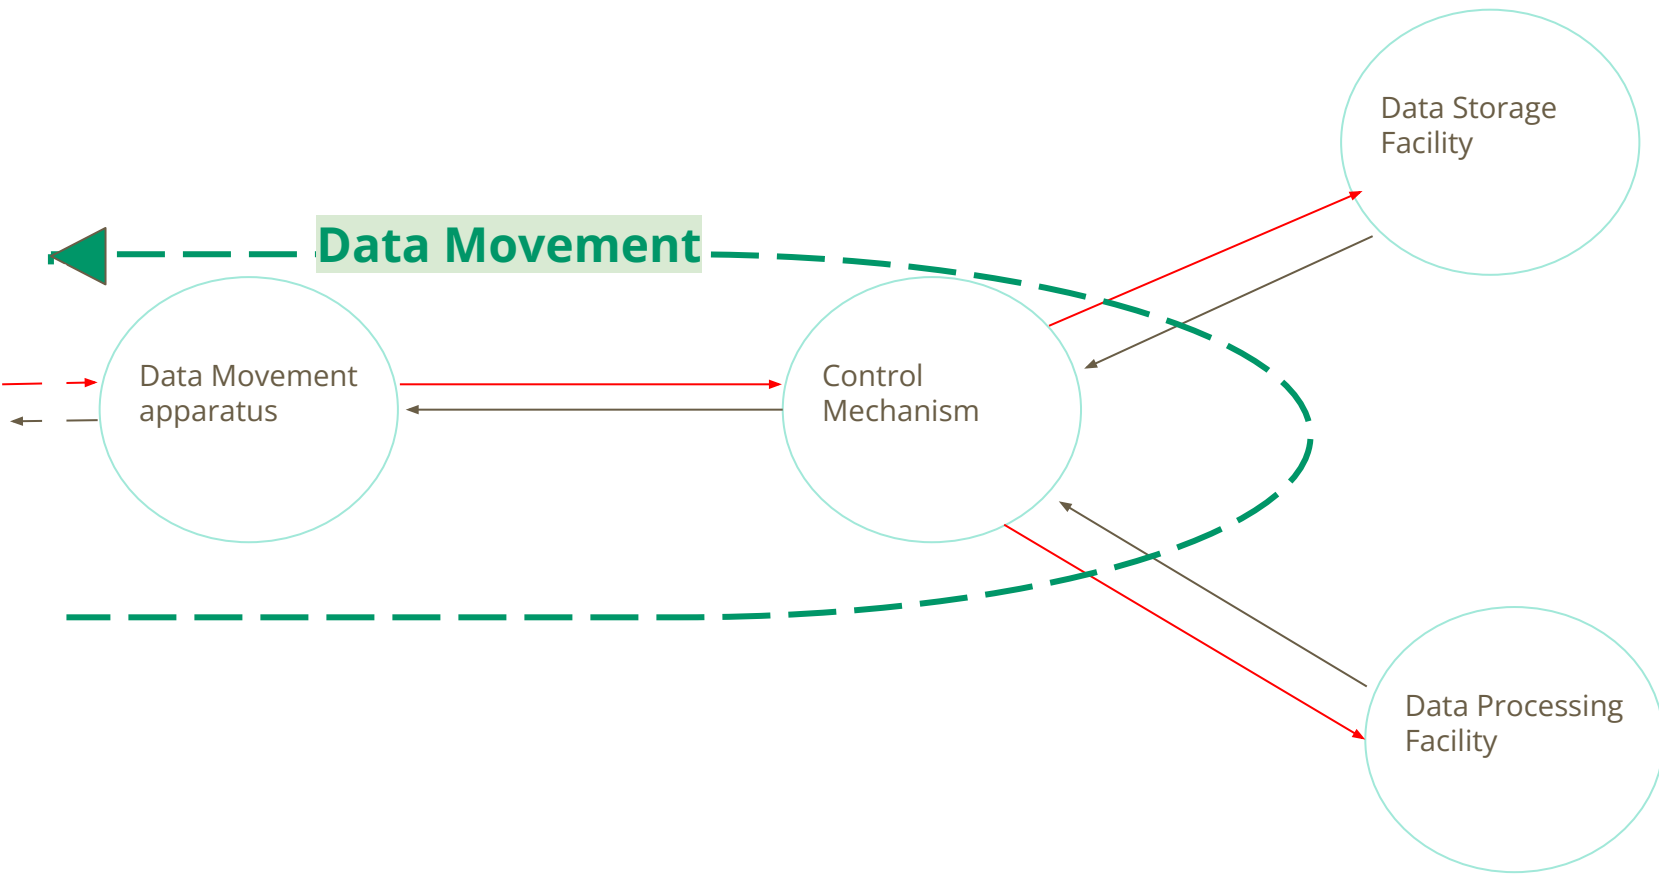 Data Storage
Facility
Data Movement
Data Movement
apparatus
Control
Mechanism
Data Processing
Facility